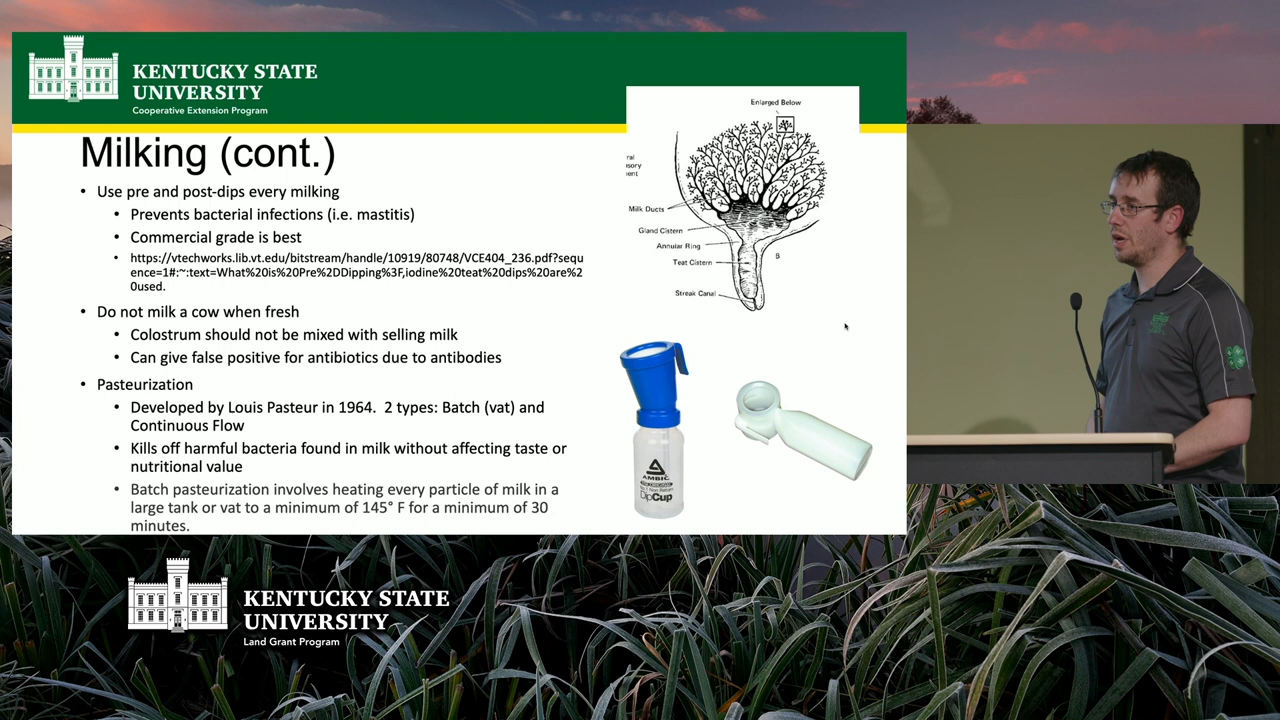 KENTUCKY STATE
UNIVERSITY
Cooperative Extension Program
Milking (cont.)
• Use pre and post-dips every milking
• Prevents bacterial infections (i.e. mastitis)
• Commercial grade is best
• https://vtechworks.lib.vt.edu/bitstream/handle/10919/80748/VCE404_236.pdf?sequ
ence=1#:~:text=What%20is%20Pre%2DDipping%3F,iodine%20teat%20dips%20are%2
0used.
• Do not milk a cow when fresh
• Colostrum should not be mixed with selling milk
• Can give false positive for antibiotics due to antibodies
• Pasteurization
• Developed by Louis Pasteur in 1964. 2 types: Batch (vat) and
Continuous Flow
• Kills off harmful bacteria found in milk without affecting taste or
nutritional value
• Batch pasteurization involves heating every particle of milk in a
large tank or vat to a minimum of 145° F for a minimum of 30
minutes.
Enlarged Below
ral
sory
ent
Milk Ducts
Gland Cistern
Annular Ring
Teat Cistern
B
Streak Canal
AMBIC
DipCup
KENTUCKY STATE
UNIVERSITY
Land Grant Program